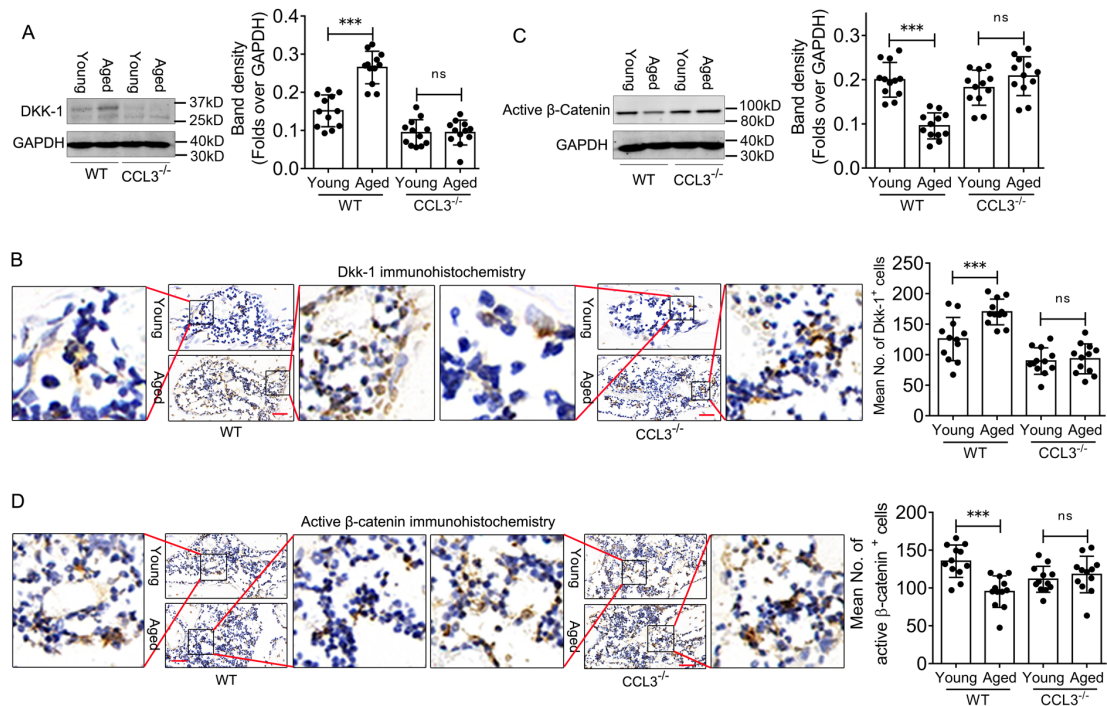 A
Young
Aged
Young
Aged
DKK-1
37kD
25kD
GAPDH
40kD
30kD
WT
CCL3-/-
Band density
(Folds over GAPDH)
0.4
0.3
0.2
0.1
0.0
***
ns
Young Aged Young Aged
WT
CCL3-/-
C
Young
Aged
Young
Aged
Active β-Catenin
100kD
80kD
GAPDH
40kD
30kD
WT
CCL3-/-
Band density
(Folds over GAPDH)
0.3
0.2
0.1
0.0
***
ns
Young Aged Young Aged
WT
CCL3-/-
B
Dkk-1 immunohistochemistry
Young
Aged
WT
Young
Aged
CCL3-/-
Mean No. of Dkk-1+ cells
250
200
150
100
50
0
***
ns
Young Aged Young Aged
WT
CCL3-/-
D
Active β-catenin immunohistochemistry
Young
Aged
WT
Young
Aged
CCL3-/-
Mean No. of
active β-catenin + cells
200
150
100
50
0
***
ns
Young Aged Young Aged
WT
CCL3-/-